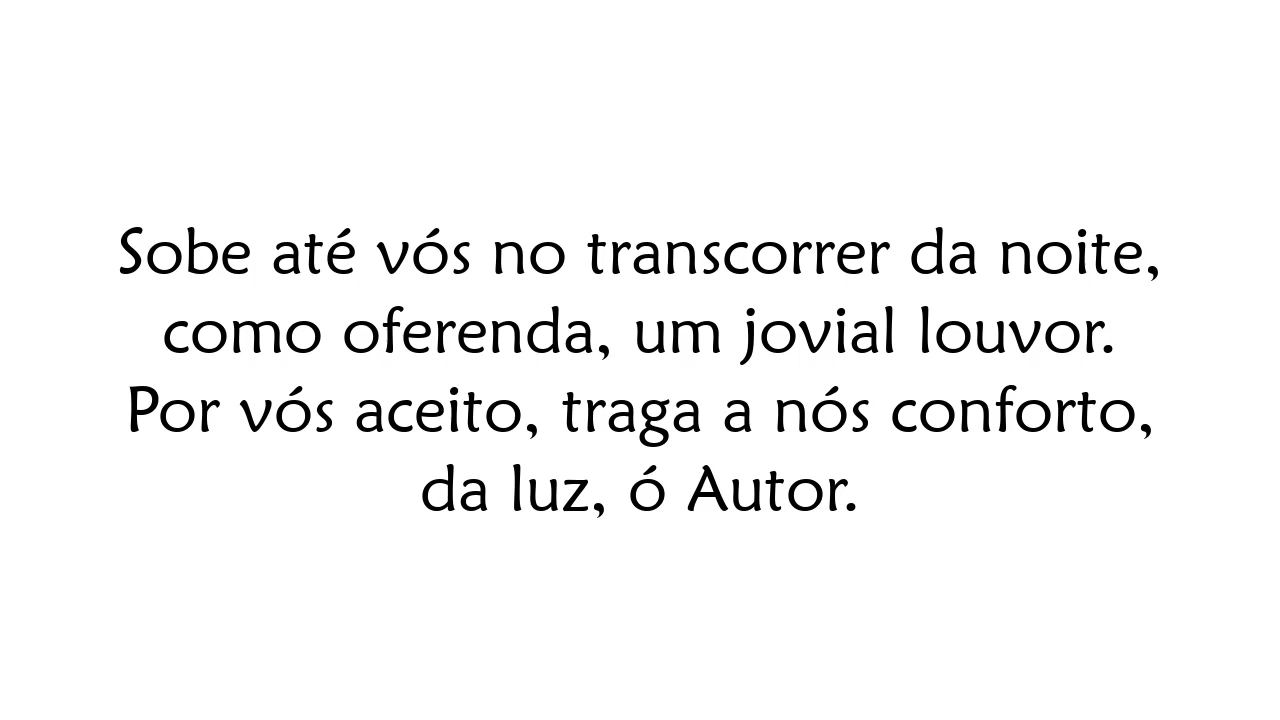 Sobe até vós no transcorrer da noite,
como oferenda, um jovial louvor.
Por vós aceito, traga a nós conforto,
da luz, ó Autor.